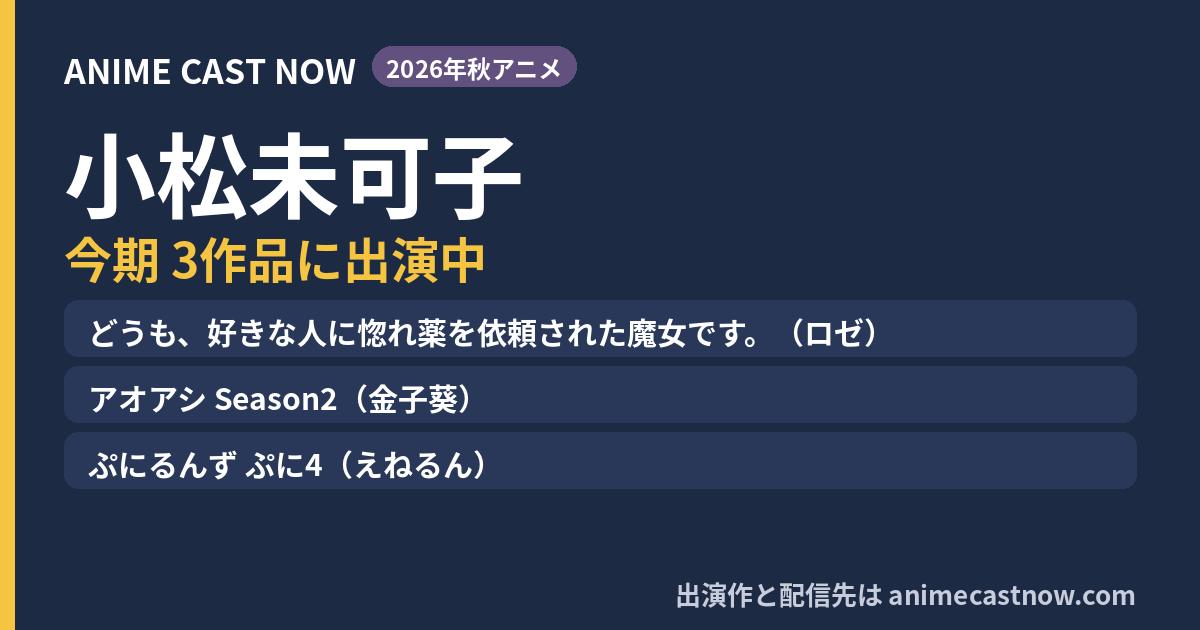 ANIME CAST NOW 2026年秋アニメ
小松未可子
今期 3作品に出演中
どうも、好きな人に惚れ薬を依頼された魔女です。（ロゼ）
アオアシ Season2（金子葵）
ぷにるんず ぷに4（えねるん）
出演作と配信先は animecastnow.com